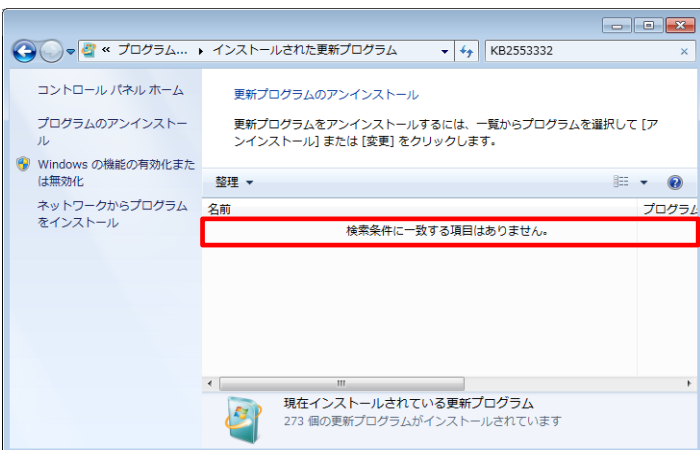 « プログラム... ▸ インストールされた更新プログラム
KB2553332
コントロール パネル ホーム
プログラムのアンインストー
ル
Windows の機能の有効化また
は無効化
ネットワークからプログラム
をインストール
更新プログラムのアンインストール
更新プログラムをアンインストールするには、一覧からプログラムを選択して [ア
ンインストール] または [変更] をクリックします。
整理
名前
プログラム
検索条件に一致する項目はありません。
現在インストールされている更新プログラム
273 個の更新プログラムがインストールされています